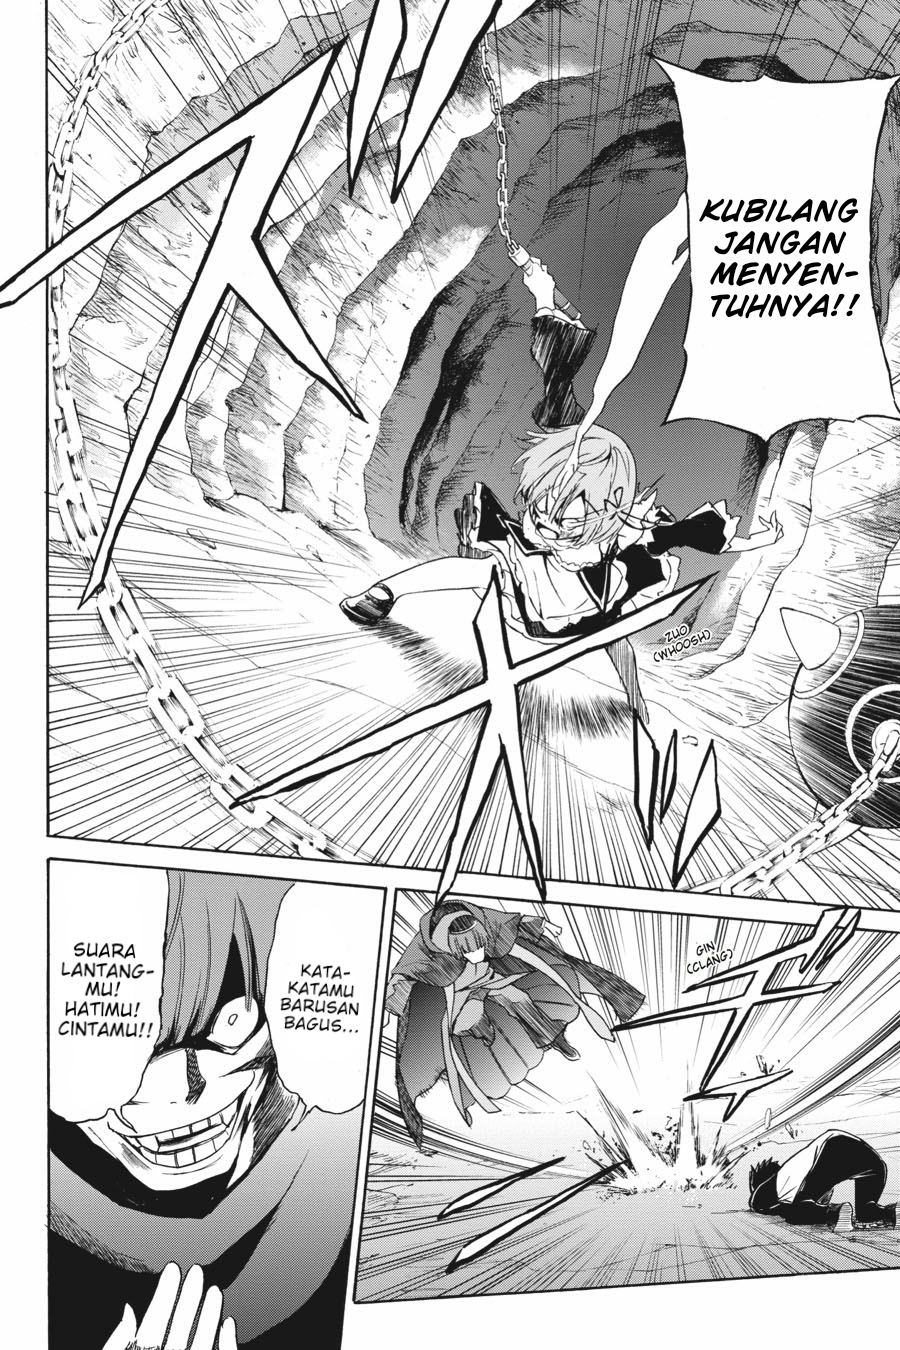 KUBILANG
JANGAN
MENYEN-
TUHNYA!!
ZUO
(WHOOSH)
GIN
(CLANG)
KATA-
KATAMU
BARUSAN
BAGUS...
SUARA
LANTANG-
MU!
HATIMU!
CINTAMU!!